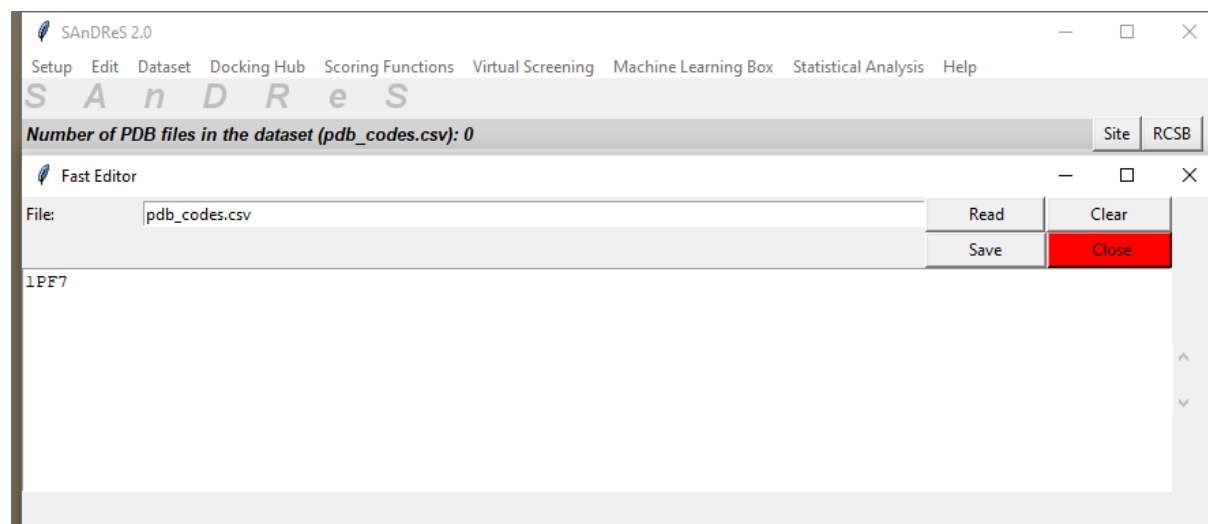 SAnDReS 2.0
Setup Edit Dataset Docking Hub Scoring Functions Virtual Screening Machine Learning Box Statistical Analysis Help
S A n D R e S
Number of PDB files in the dataset (pdb_codes.csv): 0 Site RCSB
Fast Editor
File: pdb_codes.csv Read Clear
Save Close
1PF7